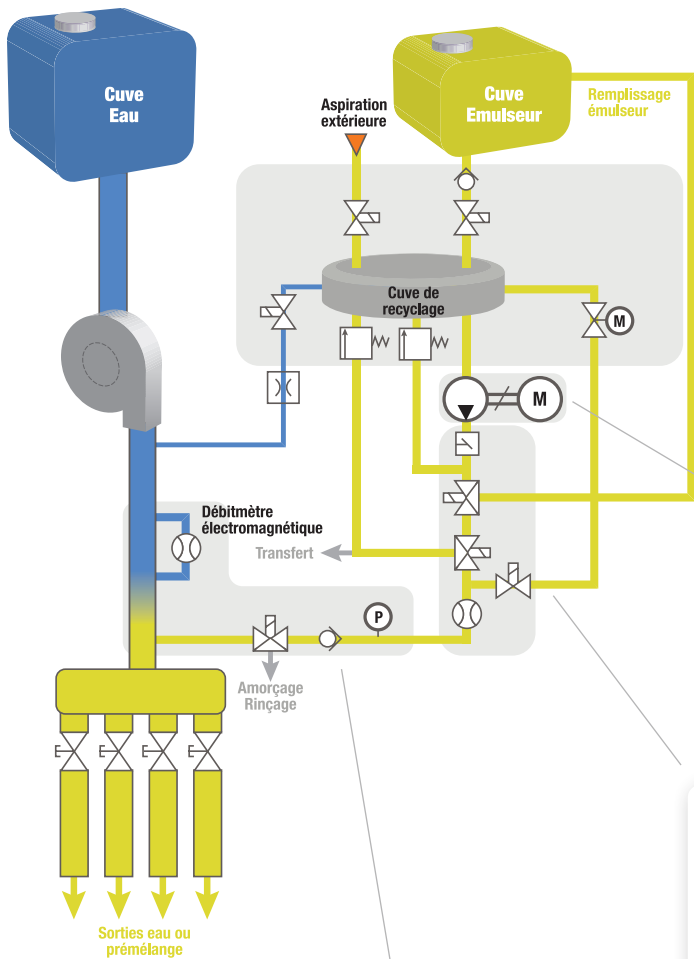 Cuve
Eau
Cuve
Emulseur
Remplissage
émulseur
Aspiration
extérieure
Cuve de
recyclage
M
M
Débitmètre
électromagnétique
Transfert
P
Amorçage
Rinçage
Sorties eau ou
prémélange